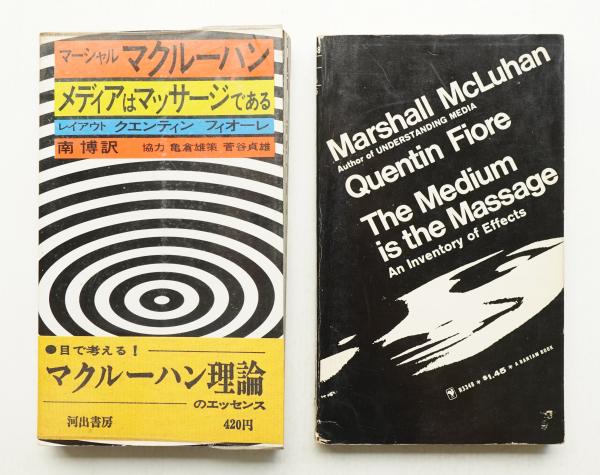 マーシャル マクルーハン
メディアはマッサージである
レイアウト クエンティン フィオーレ
南 博訳 協力 亀倉雄策 菅谷貞雄
●目で考える!
マクルーハン理論
のエッセンス
河出書房 420円
Marshall McLuhan
Author of UNDERSTANDING MEDIA
Quentin Fiore
The Medium
is the Massage
An Inventory of Effects
R3348 * $1.45 * A BANTAM BOOK